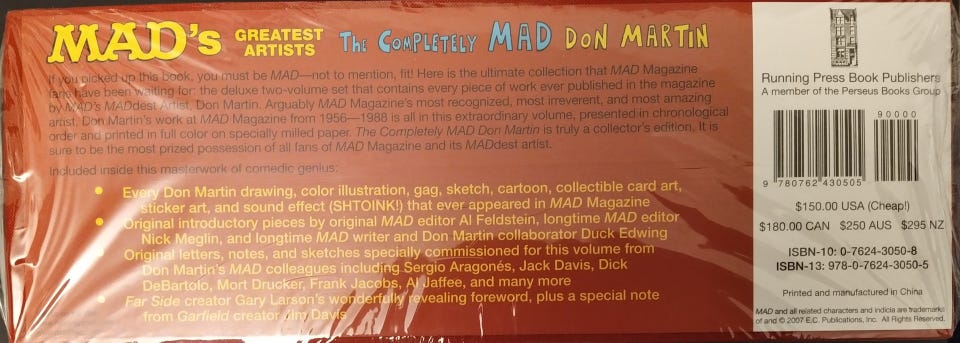 MAD's GREATEST ARTISTS The COMPLETELY MAD DON MARTIN
If you picked up this book, you must be MAD—not to mention, fit! Here is the ultimate collection that MAD Magazine
fans have been waiting for: the deluxe two-volume set that contains every piece of work ever published in the magazine
by MAD's MADdest Artist, Don Martin. Arguably MAD Magazine's most recognized, most irreverent, and most amazing
artist, Don Martin's work at MAD Magazine from 1956—1988 is all in this extraordinary volume, presented in chronological
order and printed in full color on specially milled paper. The Completely MAD Don Martin is truly a collector's edition. It is
sure to be the most prized possession of all fans of MAD Magazine and its MADdest artist.
Included inside this masterwork of comedic genius:
• Every Don Martin drawing, color illustration, gag, sketch, cartoon, collectible card art,
sticker art, and sound effect (SHTOINK!) that ever appeared in MAD Magazine
• Original introductory pieces by original MAD editor Al Feldstein, longtime MAD editor
Nick Meglin, and longtime MAD writer and Don Martin collaborator Duck Edwing
• Original letters, notes, and sketches specially commissioned for this volume from
Don Martin's MAD colleagues including Sergio Aragonés, Jack Davis, Dick
DeBartolo, Mort Drucker, Frank Jacobs, Al Jaffee, and many more
• Far Side creator Gary Larson's wonderfully revealing foreword, plus a special note
from Garfield creator Jim Davis
Running Press Book Publishers
A member of the Perseus Books Group
90000
9 780762 430505
$150.00 USA (Cheap!)
$180.00 CAN $250 AUS $295 NZ
ISBN-10: 0-7624-3050-8
ISBN-13: 978-0-7624-3050-5
Printed and manufactured in China
MAD and all related characters and indicia are trademarks
of and © 2007 E.C. Publications, Inc. All Rights Reserved.